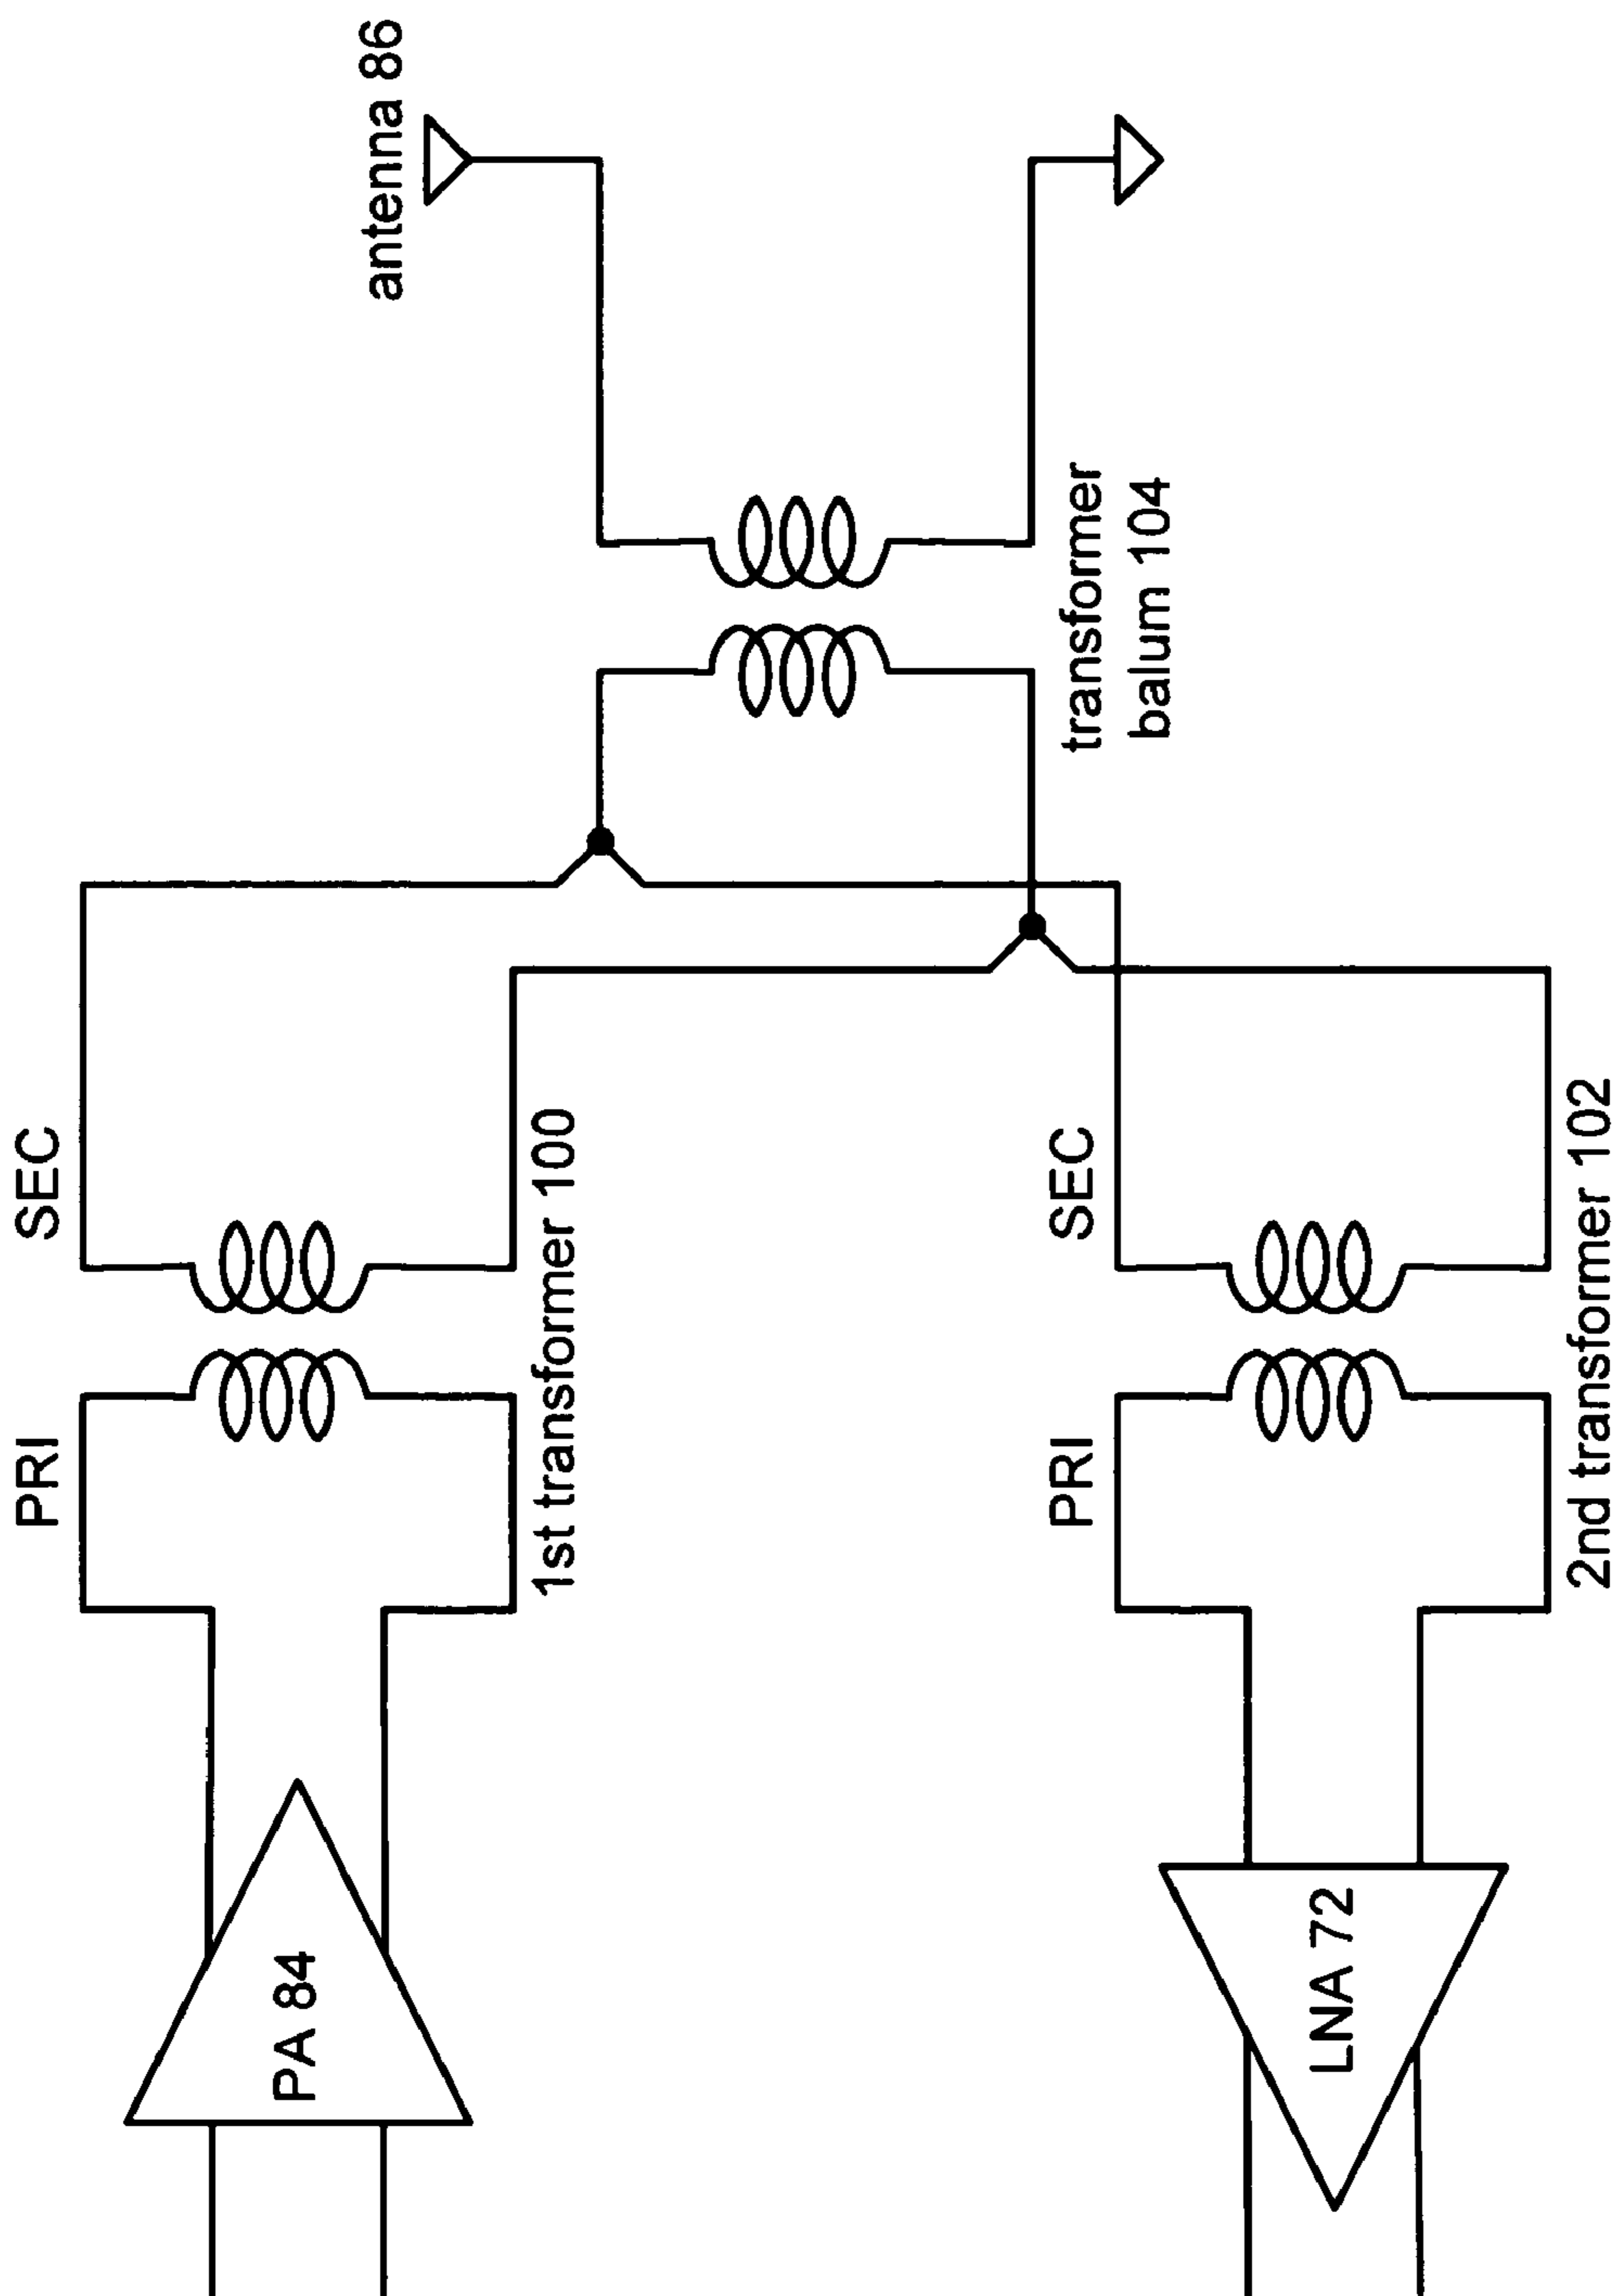 PRI
SEC
PA 84
1st transformer 100
antenna 86
transformer
balum 104
PRI
SEC
LNA 72
2nd transformer 102